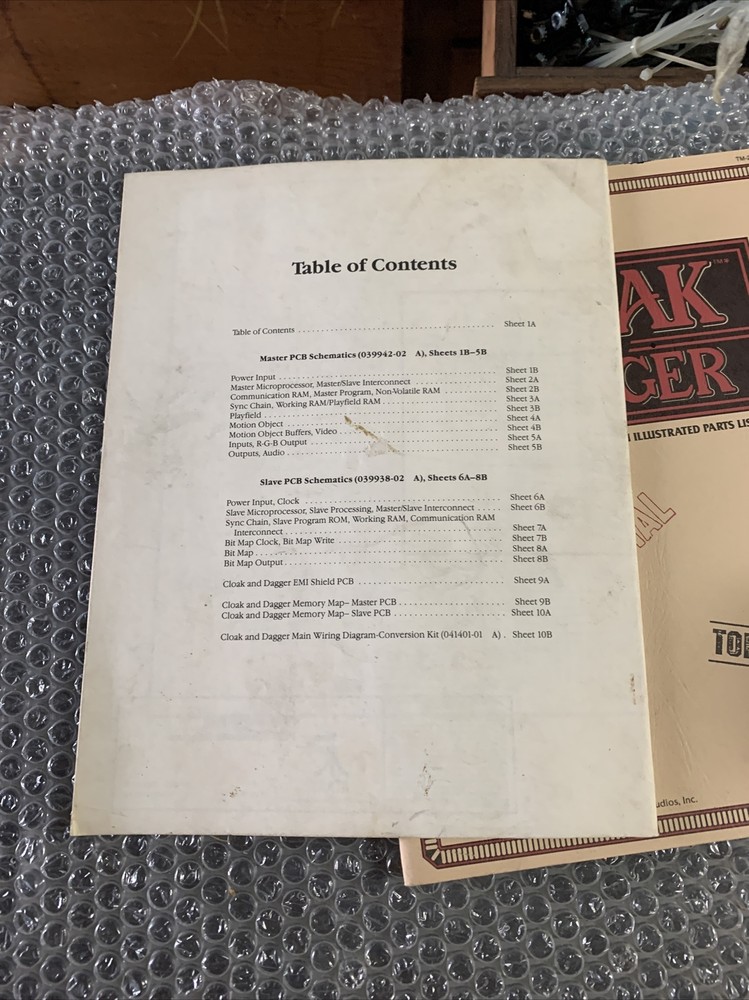 Table of Contents
Table of Contents . . . . . . . . . . . . . . . . . . . . . . . . . . . . . . . . . . . . . . . . Sheet 1A
Master PCB Schematics (039942-02 A), Sheets 1B–5B
Power Input . . . . . . . . . . . . . . . . . . . . . . . . . . . . . . . . . . . . . . . . . . . . Sheet 1B
Master Microprocessor, Master/Slave Interconnect . . . . . . . . . . . . . . . . . Sheet 2A
Communication RAM, Master Program, Non-Volatile RAM . . . . . . . . . . Sheet 2B
Sync Chain, Working RAM/Playfield RAM . . . . . . . . . . . . . . . . . . . . . . Sheet 3A
Playfield . . . . . . . . . . . . . . . . . . . . . . . . . . . . . . . . . . . . . . . . . . . . . . . Sheet 3B
Motion Object . . . . . . . . . . . . . . . . . . . . . . . . . . . . . . . . . . . . . . . . . . Sheet 4A
Motion Object Buffers, Video . . . . . . . . . . . . . . . . . . . . . . . . . . . . . . . Sheet 4B
Inputs, R-G-B Output . . . . . . . . . . . . . . . . . . . . . . . . . . . . . . . . . . . . . Sheet 5A
Outputs, Audio . . . . . . . . . . . . . . . . . . . . . . . . . . . . . . . . . . . . . . . . . Sheet 5B
Slave PCB Schematics (039938-02 A), Sheets 6A–8B
Power Input, Clock . . . . . . . . . . . . . . . . . . . . . . . . . . . . . . . . . . . . . . Sheet 6A
Slave Microprocessor, Slave Processing, Master/Slave Interconnect . . . . . Sheet 6B
Sync Chain, Slave Program ROM, Working RAM, Communication RAM
Interconnect . . . . . . . . . . . . . . . . . . . . . . . . . . . . . . . . . . . . . . . . . Sheet 7A
Bit Map Clock, Bit Map Write . . . . . . . . . . . . . . . . . . . . . . . . . . . . . . Sheet 7B
Bit Map . . . . . . . . . . . . . . . . . . . . . . . . . . . . . . . . . . . . . . . . . . . . . . . Sheet 8A
Bit Map Output . . . . . . . . . . . . . . . . . . . . . . . . . . . . . . . . . . . . . . . . . Sheet 8B
Cloak and Dagger EMI Shield PCB . . . . . . . . . . . . . . . . . . . . . . . . . . Sheet 9A
Cloak and Dagger Memory Map– Master PCB . . . . . . . . . . . . . . . . . . . Sheet 9B
Cloak and Dagger Memory Map– Slave PCB . . . . . . . . . . . . . . . . . . . . Sheet 10A
Cloak and Dagger Main Wiring Diagram-Conversion Kit (041401-01 A) . Sheet 10B
AK ™*
GER
ILLUSTRATED PARTS LIS
AL
TO
udios, Inc.